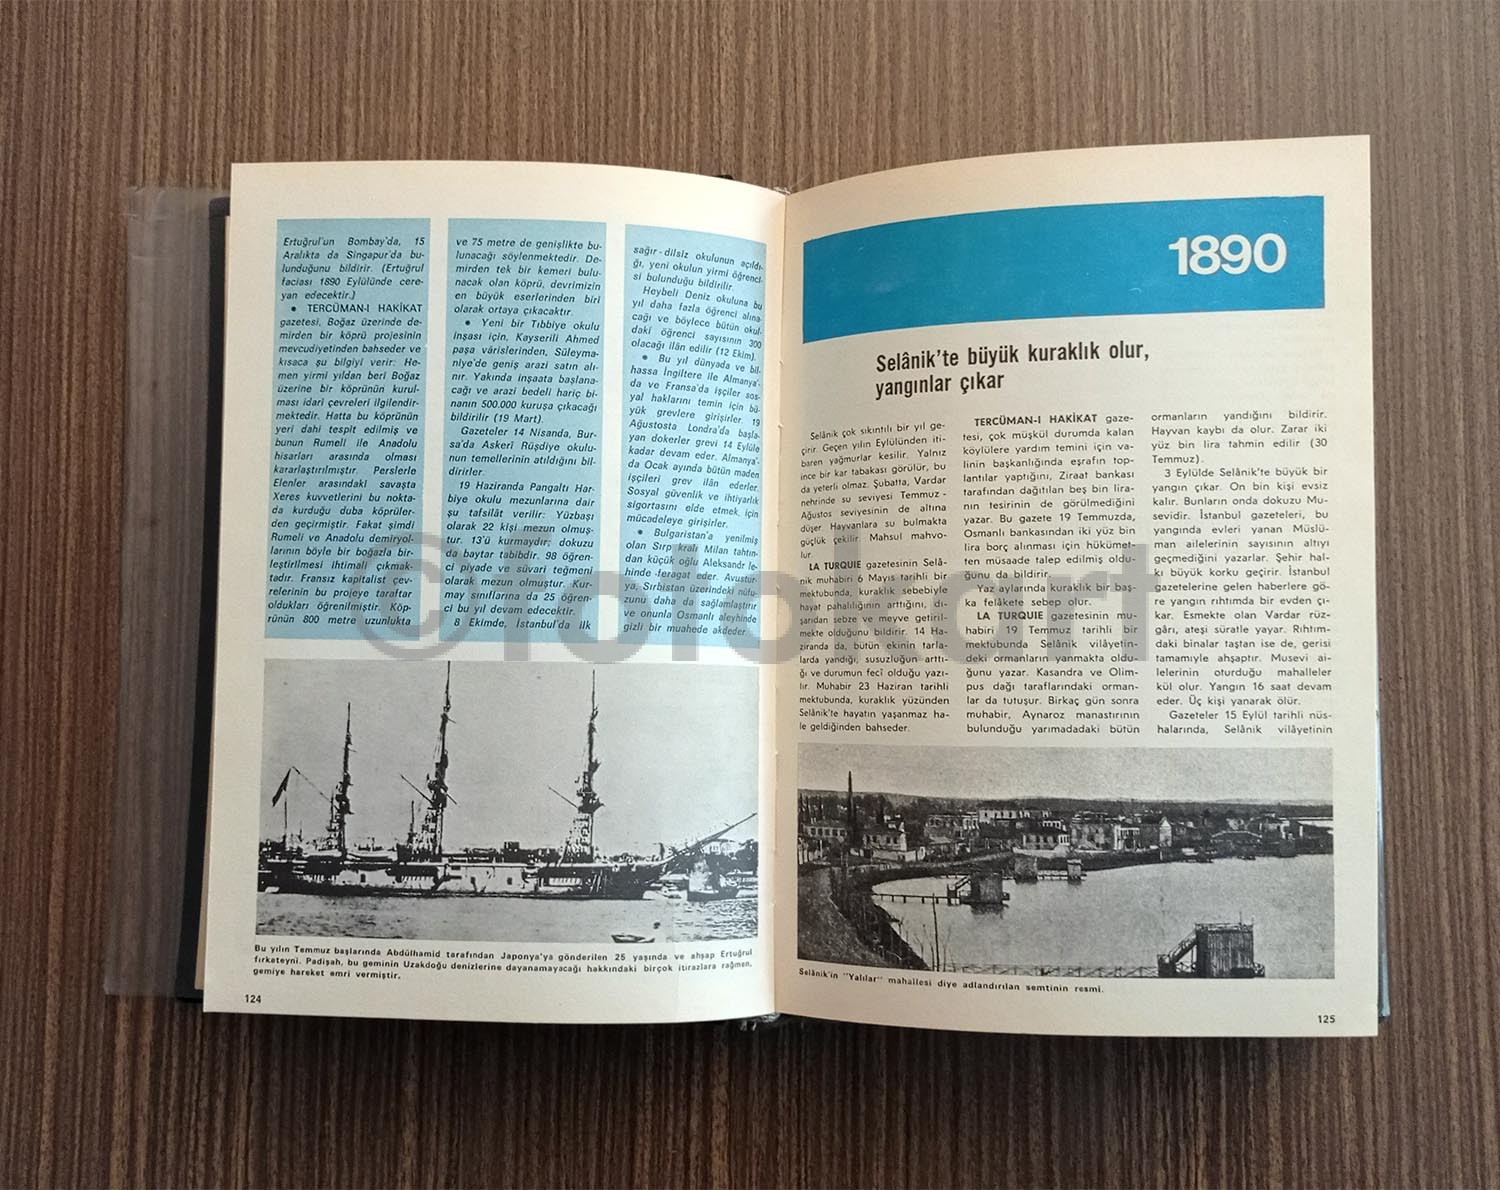 Ertuğrul'un Bombay'da, 15
Aralıkta da Singapur'da bu-
lunduğunu bildirir. (Ertuğrul
faciası 1890 Eylülünde cere-
yan edecektir.)
• TERCÜMAN-I HAKİKAT
gazetesi, Boğaz üzerinde de-
mirden bir köprü projesinin
mevcudiyetinden bahseder ve
kısaca şu bilgiyi verir: He-
men yirmi yıldan beri Boğaz
üzerine bir köprünün kurul-
ması idari çevreleri ilgilendir-
mektedir. Hatta bu köprünün
yeri dahi tespit edilmiş ve
bunun Rumeli ile Anadolu
hisarları arasında olması
kararlaştırılmıştır. Perslerle
Elenler arasındaki savaşta
Xeres kuvvetlerini bu nokta-
da kurduğu duba köprüler-
den geçirmiştir. Fakat şimdi
Rumeli ve Anadolu demiryol-
larının böyle bir boğazla bir-
leştirilmesi ihtimali çıkmak-
tadır. Fransız kapitalist çev-
relerinin bu projeye taraftar
oldukları öğrenilmiştir. Köp-
rünün 800 metre uzunlukta
ve 75 metre de genişlikte bu-
lunacağı söylenmektedir. De-
mirden tek bir kemeri bulu-
nacak olan köprü, devrimizin
en büyük eserlerinden biri
olarak ortaya çıkacaktır.
• Yeni bir Tıbbiye okulu
inşası için, Kayserili Ahmed
paşa vârislerinden, Süleyma-
niye'de geniş arazi satın alı-
nır. Yakında inşaata başlana-
cağı ve arazi bedeli hariç bi-
nanın 500.000 kuruşa çıkacağı
bildirilir (19 Mart).
Gazeteler 14 Nisanda, Bur-
sa'da Askerî Rüşdiye okulu-
nun temellerinin atıldığını bil-
dirirler.
19 Haziranda Pangaltı Har-
biye okulu mezunlarına dair
şu tafsilât verilir: Yüzbaşı
olarak 22 kişi mezun olmuş-
tur. 13'ü kurmaydır; dokuzu
da baytar tabibdir. 98 öğren-
ci piyade ve süvari teğmeni
olarak mezun olmuştur. Kur-
may sınıflarına da 25 öğren-
ci bu yıl devam edecektir.
8 Ekimde, İstanbul'da ilk
sağır-dilsiz okulunun açıldı-
ğı, yeni okulun yirmi öğrenci-
si bulunduğu bildirilir.
Heybeli Deniz okuluna bu
yıl daha fazla öğrenci alına-
cağı ve böylece bütün okul-
daki öğrenci sayısının 300
olacağı ilân edilir (12 Ekim).
• Bu yıl dünyada ve bil-
hassa İngiltere ile Almanya'-
da ve Fransa'da işçiler sos-
yal haklarını temin için bü-
yük grevlere girişirler. 19
Ağustosta Londra'da başla-
yan dokerler grevi 14 Eylüle
kadar devam eder. Almanya'-
da Ocak ayında bütün maden
işçileri grev ilân ederler.
Sosyal güvenlik ve ihtiyarlık
sigortasını elde etmek için
mücadeleye girişirler.
• Bulgaristan'a yenilmiş
olan Sırp kralı Milan tahtın-
dan küçük oğlu Aleksandr le-
hinde feragat eder. Avustur-
ya, Sırbistan üzerindeki nüfu-
zunu daha da sağlamlaştırır
ve onunla Osmanlı aleyhinde
gizli bir muahede akdeder.
Bu yılın Temmuz başlarında Abdülhamid tarafından Japonya'ya gönderilen 25 yaşında ve ahşap Ertuğrul
fırketeyni. Padişah, bu geminin Uzakdoğu denizlerine dayanamayacağı hakkındaki birçok itirazlara rağmen,
gemiye hareket emri vermiştir.
124
1890
Selânik'te büyük kuraklık olur,
yangınlar çıkar
Selânik çok sıkıntılı bir yıl ge-
çirir. Geçen yılın Eylülünden iti-
baren yağmurlar kesilir. Yalnız
ince bir kar tabakası görülür, bu
da yeterli olmaz. Şubatta, Vardar
nehrinde su seviyesi Temmuz -
Ağustos seviyesinin de altına
düşer. Hayvanlara su bulmakta
güçlük çekilir. Mahsul mahvo-
lur.
LA TURQUIE gazetesinin Selâ-
nik muhabiri 6 Mayıs tarihli bir
mektubunda, kuraklık sebebiyle
hayat pahalılığının arttığını, dı-
şarıdan sebze ve meyve getiril-
mekte olduğunu bildirir. 14 Ha-
ziranda da, bütün ekinin tarla-
larda yandığı, susuzluğun arttı-
ğı ve durumun fecî olduğu yazı-
lır. Muhabir 23 Haziran tarihli
mektubunda, kuraklık yüzünden
Selânik'te hayatın yaşanmaz ha-
le geldiğinden bahseder.
TERCÜMAN-I HAKİKAT gaze-
tesi, çok müşkül durumda kalan
köylülere yardım temini için va-
linin başkanlığında eşrafın top-
lantılar yaptığını, Ziraat bankası
tarafından dağıtılan beş bin lira-
nın tesirinin de görülmediğini
yazar. Bu gazete 19 Temmuzda,
Osmanlı bankasından iki yüz bin
lira borç alınması için hükümet-
ten müsaade talep edilmiş oldu-
ğunu da bildirir.
Yaz aylarında kuraklık bir baş-
ka felâkete sebep olur.
LA TURQUIE gazetesinin mu-
habiri 19 Temmuz tarihli bir
mektubunda Selânik vilâyetin-
deki ormanların yanmakta oldu-
ğunu yazar. Kasandra ve Olim-
pus dağı taraflarındaki orman-
lar da tutuşur. Birkaç gün sonra
muhabir, Aynaroz manastırının
bulunduğu yarımadadaki bütün
ormanların yandığını bildirir.
Hayvan kaybı da olur. Zarar iki
yüz bin lira tahmin edilir (30
Temmuz).
3 Eylülde Selânik'te büyük bir
yangın çıkar. On bin kişi evsiz
kalır. Bunların onda dokuzu Mu-
sevidir. İstanbul gazeteleri, bu
yangında evleri yanan Müslü-
man ailelerinin sayısının altıyı
geçmediğini yazarlar. Şehir hal-
kı büyük korku geçirir. İstanbul
gazetelerine gelen haberlere gö-
re yangın rıhtımda bir evden çı-
kar. Esmekte olan Vardar rüz-
gârı, ateşi süratle yayar. Rıhtım-
daki binalar taştan ise de, gerisi
tamamiyle ahşaptır. Musevi ai-
lelerinin oturduğu mahalleler
kül olur. Yangın 16 saat devam
eder. Üç kişi yanarak ölür.
Gazeteler 15 Eylül tarihli nüs-
halarında, Selânik vilâyetinin
Selânik'in "Yalılar" mahallesi diye adlandırılan semtinin resmi.
125
© fotokart